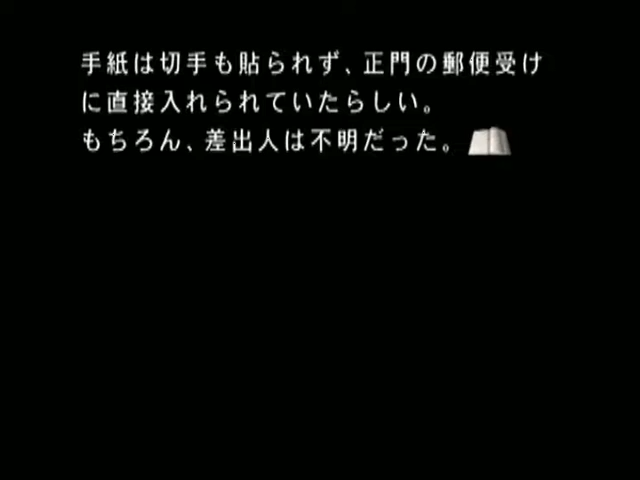 手紙は切手も貼られず、正門の郵便受け
に直接入れられていたらしい。
もちろん、差出人は不明だった。